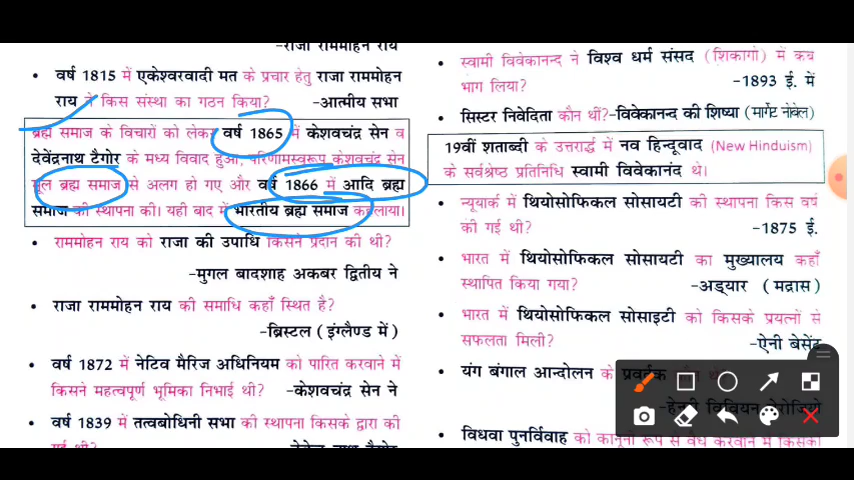 -राजा राममोहन राय
• वर्ष 1815 में एकेश्वरवादी मत के प्रचार हेतु राजा राममोहन
राय ने किस संस्था का गठन किया? -आत्मीय सभा
ब्रह्म समाज के विचारों को लेकर वर्ष 1865 में केशवचंद्र सेन व
देवेंद्रनाथ टैगोर के मध्य विवाद हुआ, परिणामस्वरूप केशवचंद्र सेन
मूल ब्रह्म समाज से अलग हो गए और वर्ष 1866 में आदि ब्रह्म
समाज की स्थापना की। यही बाद में भारतीय ब्रह्म समाज कहलाया।
• राममोहन राय को राजा की उपाधि किसने प्रदान की थी?
-मुगल बादशाह अकबर द्वितीय ने
• राजा राममोहन राय की समाधि कहाँ स्थित है?
-ब्रिस्टल (इंग्लैण्ड में)
• वर्ष 1872 में नेटिव मैरिज अधिनियम को पारित करवाने में
किसने महत्वपूर्ण भूमिका निभाई थी? -केशवचंद्र सेन ने
• वर्ष 1839 में तत्वबोधिनी सभा की स्थापना किसके द्वारा की
गई थी?
• स्वामी विवेकानन्द ने विश्व धर्म संसद (शिकागो) में कब
भाग लिया? -1893 ई. में
• सिस्टर निवेदिता कौन थीं? -विवेकानन्द की शिष्या (मार्गेट नोबेल)
19वीं शताब्दी के उत्तरार्द्ध में नव हिन्दूवाद (New Hinduism)
के सर्वश्रेष्ठ प्रतिनिधि स्वामी विवेकानंद थे।
• न्यूयार्क में थियोसोफिकल सोसायटी की स्थापना किस वर्ष
की गई थी? -1875 ई.
• भारत में थियोसोफिकल सोसायटी का मुख्यालय कहाँ
स्थापित किया गया? -अड्यार (मद्रास)
• भारत में थियोसोफिकल सोसाइटी को किसके प्रयत्नों से
सफलता मिली? -ऐनी बेसेंट
• यंग बंगाल आन्दोलन के प्रवर्तक
-हेनरी विवियन डेरोजियो
• विधवा पुनर्विवाह को कानूनी रूप से वैध करवाने में किसकी